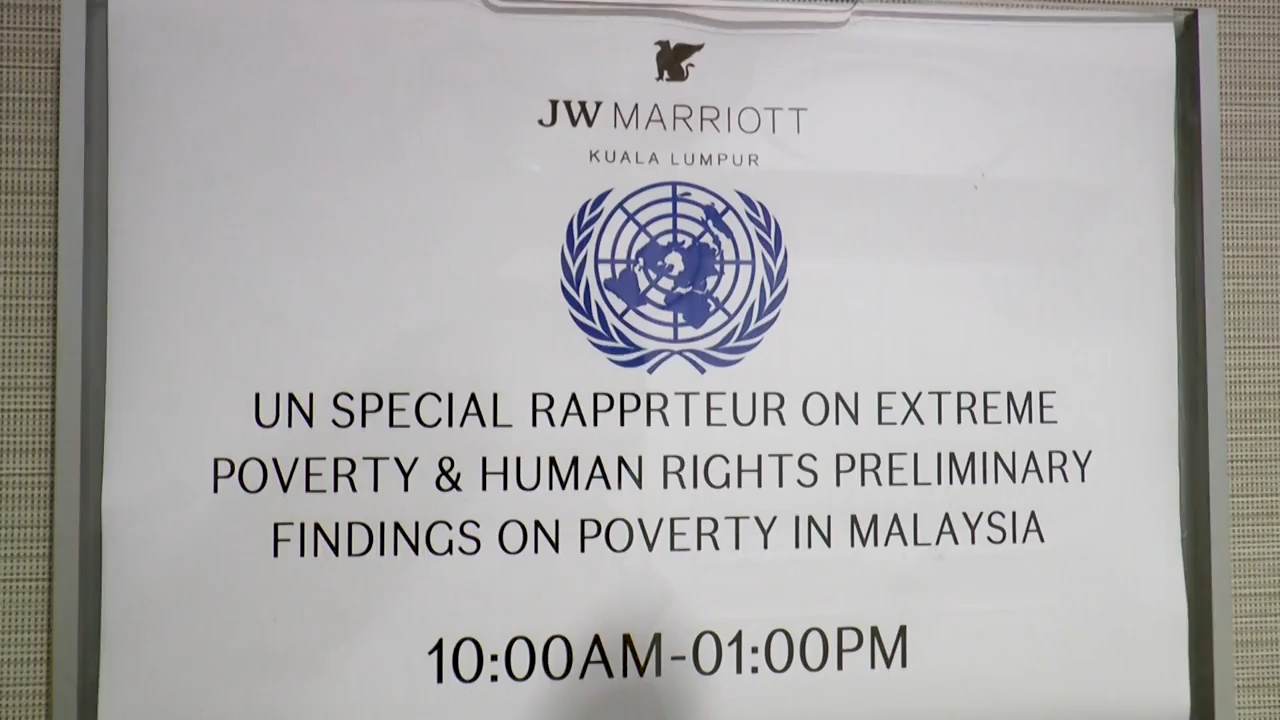 JW MARRIOTT
KUALA LUMPUR
UN SPECIAL RAPPRTEUR ON EXTREME
POVERTY & HUMAN RIGHTS PRELIMINARY
FINDINGS ON POVERTY IN MALAYSIA
10:00AM-01:00PM